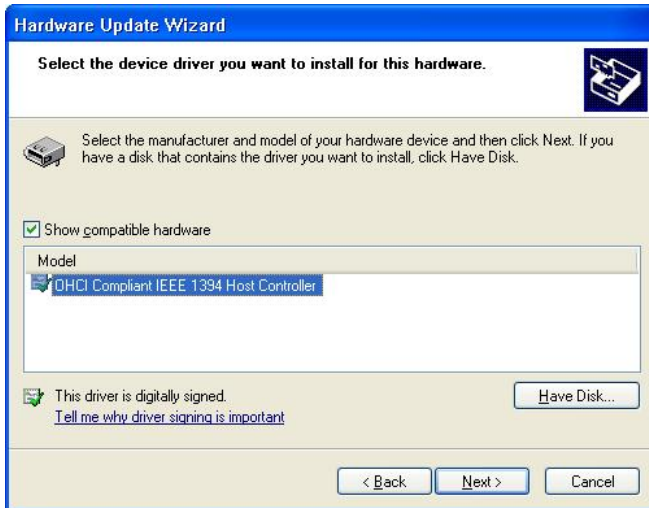 Hardware Update Wizard
Select the device driver you want to install for this hardware.
Select the manufacturer and model of your hardware device and then click Next. If you
have a disk that contains the driver you want to install, click Have Disk.
Show compatible hardware
Model
OHCI Compliant IEEE 1394 Host Controller
This driver is digitally signed.
Have Disk...
Tell me why driver signing is important
< Back
Next >
Cancel